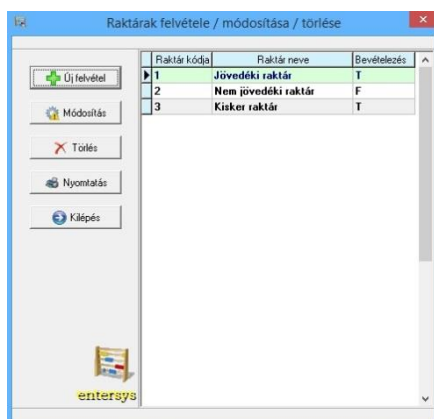 Raktárak felvétele / módosítása / törlése
Új felvétel
Módosítás
Törlés
Nyomtatás
Kilépés
Raktár kódja Raktár neve Bevételezés
1 Jövedéki raktár T
2 Nem jövedéki raktár F
3 Kisker raktár T
entersys